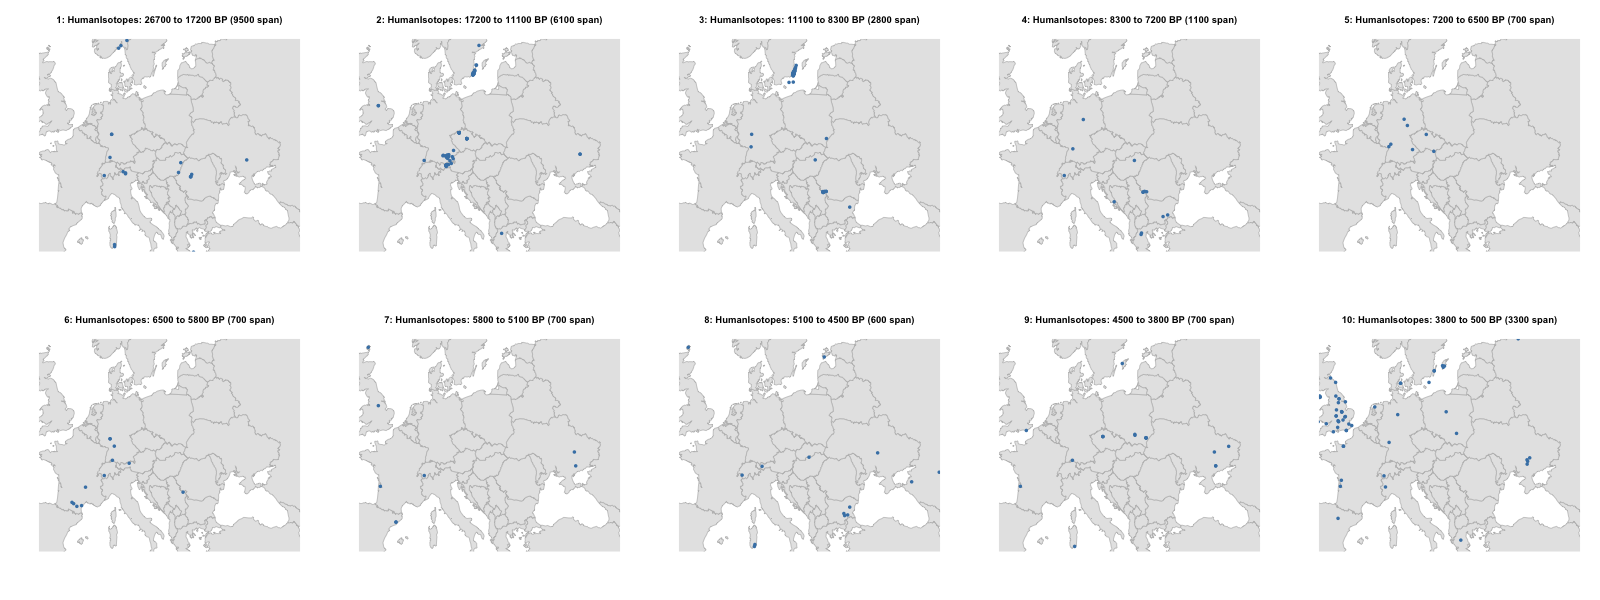 1: HumanIsotopes: 26700 to 17200 BP (9500 span)
2: HumanIsotopes: 17200 to 11100 BP (6100 span)
3: HumanIsotopes: 11100 to 8300 BP (2800 span)
4: HumanIsotopes: 8300 to 7200 BP (1100 span)
5: HumanIsotopes: 7200 to 6500 BP (700 span)
6: HumanIsotopes: 6500 to 5800 BP (700 span)
7: HumanIsotopes: 5800 to 5100 BP (700 span)
8: HumanIsotopes: 5100 to 4500 BP (600 span)
9: HumanIsotopes: 4500 to 3800 BP (700 span)
10: HumanIsotopes: 3800 to 500 BP (3300 span)